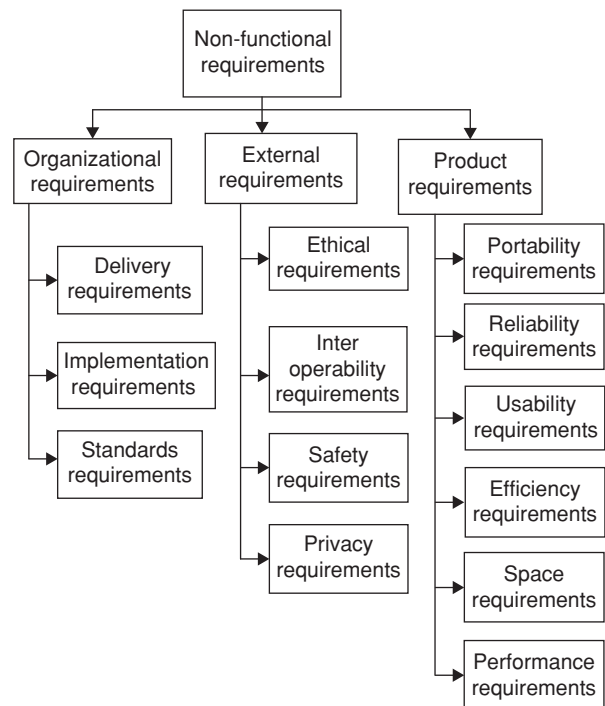 Non-functional
requirements
Organizational
requirements
External
requirements
Product
requirements
Delivery
requirements
Implementation
requirements
Standards
requirements
Ethical
requirements
Inter
operability
requirements
Safety
requirements
Privacy
requirements
Portability
requirements
Reliability
requirements
Usability
requirements
Efficiency
requirements
Space
requirements
Performance
requirements